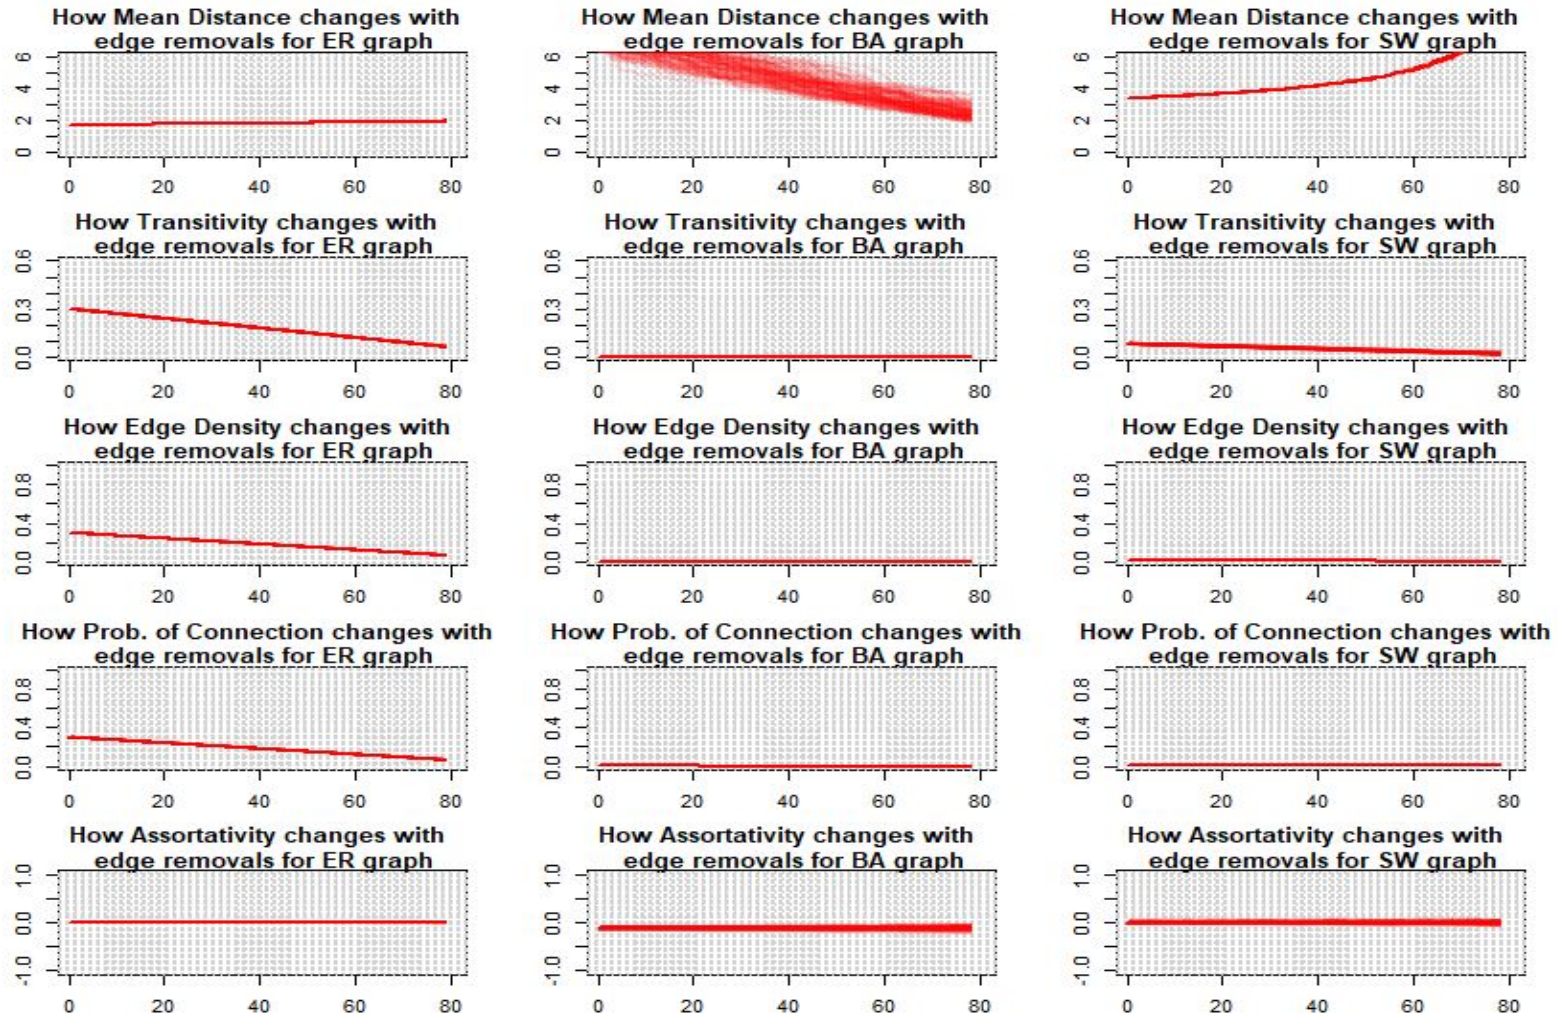 How Mean Distance changes with
edge removals for ER graph
6
4
2
0
0 20 40 60 80
How Mean Distance changes with
edge removals for BA graph
6
4
2
0
0 20 40 60 80
How Mean Distance changes with
edge removals for SW graph
6
4
2
0
0 20 40 60 80
How Transitivity changes with
edge removals for ER graph
0.6
0.3
0.0
0 20 40 60 80
How Transitivity changes with
edge removals for BA graph
0.6
0.3
0.0
0 20 40 60 80
How Transitivity changes with
edge removals for SW graph
0.6
0.3
0.0
0 20 40 60 80
How Edge Density changes with
edge removals for ER graph
0.8
0.4
0.0
0 20 40 60 80
How Edge Density changes with
edge removals for BA graph
0.8
0.4
0.0
0 20 40 60 80
How Edge Density changes with
edge removals for SW graph
0.8
0.4
0.0
0 20 40 60 80
How Prob. of Connection changes with
edge removals for ER graph
0.8
0.4
0.0
0 20 40 60 80
How Prob. of Connection changes with
edge removals for BA graph
0.8
0.4
0.0
0 20 40 60 80
How Prob. of Connection changes with
edge removals for SW graph
0.8
0.4
0.0
0 20 40 60 80
How Assortativity changes with
edge removals for ER graph
1.0
0.0
-1.0
0 20 40 60 80
How Assortativity changes with
edge removals for BA graph
1.0
0.0
-1.0
0 20 40 60 80
How Assortativity changes with
edge removals for SW graph
1.0
0.0
-1.0
0 20 40 60 80